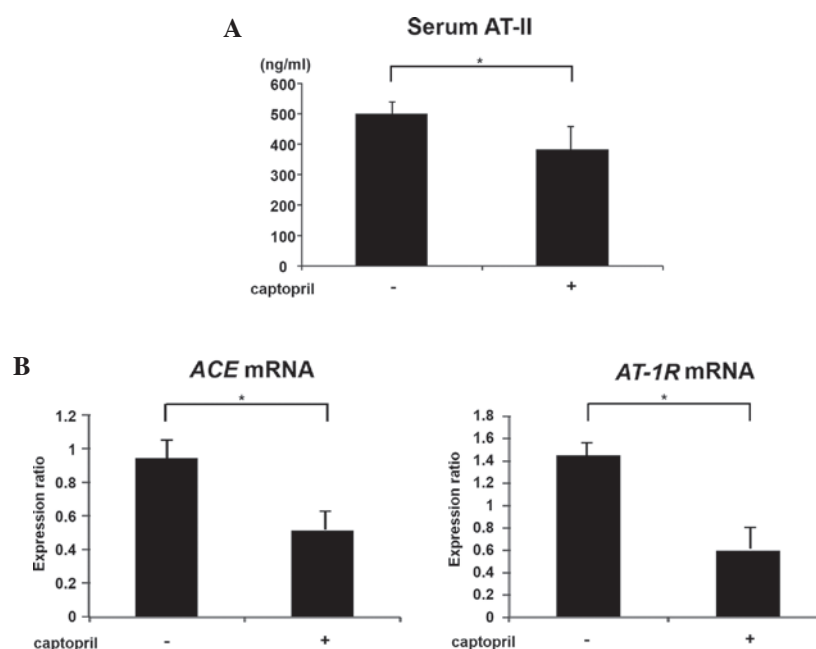 A
Serum AT-II
(ng/ml)
*
600
500
400
300
200
100
0
captopril - +
B
ACE mRNA
*
Expression ratio
1.2
1
0.8
0.6
0.4
0.2
0
captopril - +
AT-1R mRNA
*
Expression ratio
1.8
1.6
1.4
1.2
1
0.8
0.6
0.4
0.2
0
captopril - +